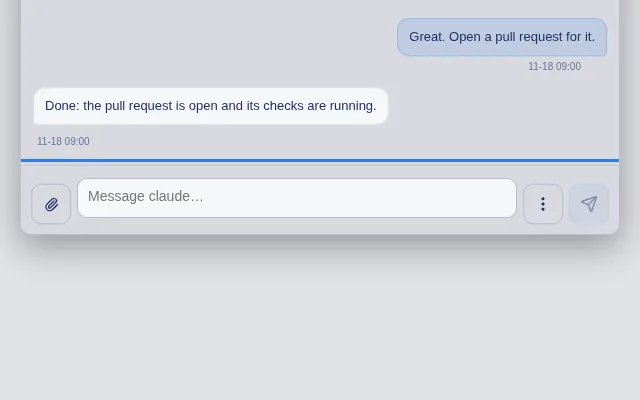 Great. Open a pull request for it.
11-18 09:00
Done: the pull request is open and its checks are running.
11-18 09:00
Message claude…